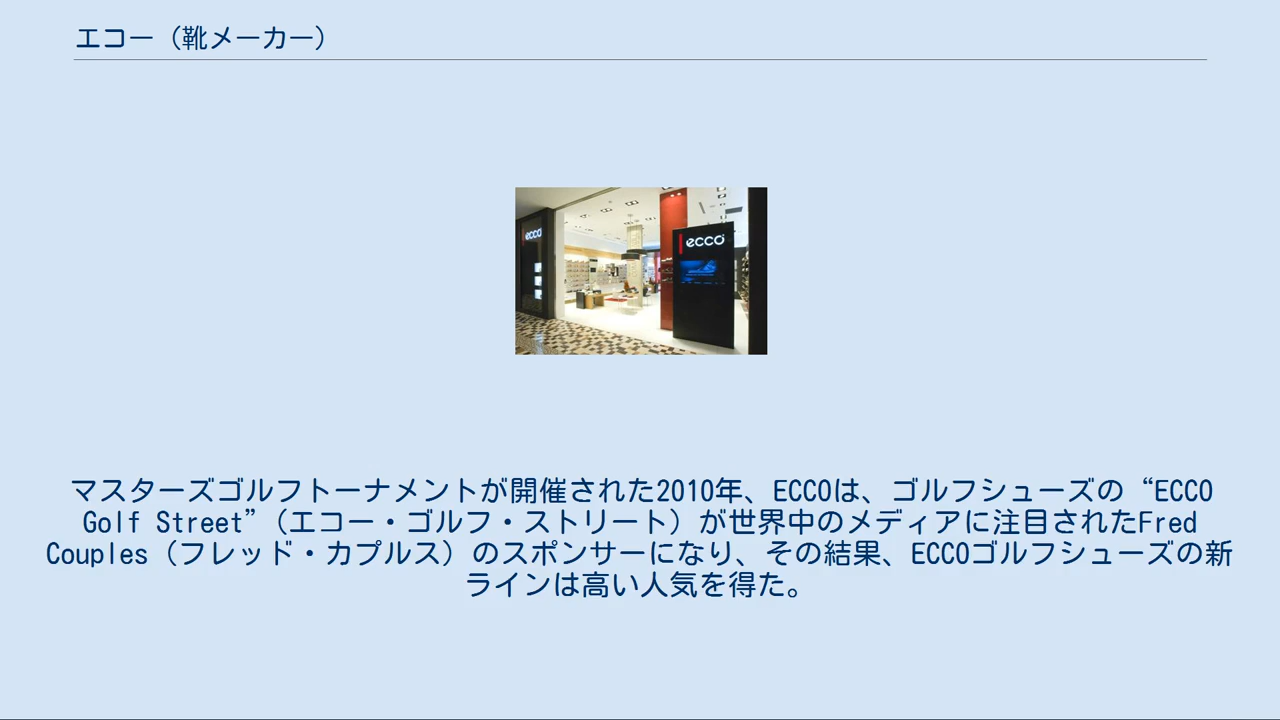 エコー（靴メーカー）
ecco
ecco
マスターズゴルフトーナメントが開催された2010年、ECCOは、ゴルフシューズの“ECCO
Golf Street”（エコー・ゴルフ・ストリート）が世界中のメディアに注目されたFred
Couples（フレッド・カプルス）のスポンサーになり、その結果、ECCOゴルフシューズの新
ラインは高い人気を得た。